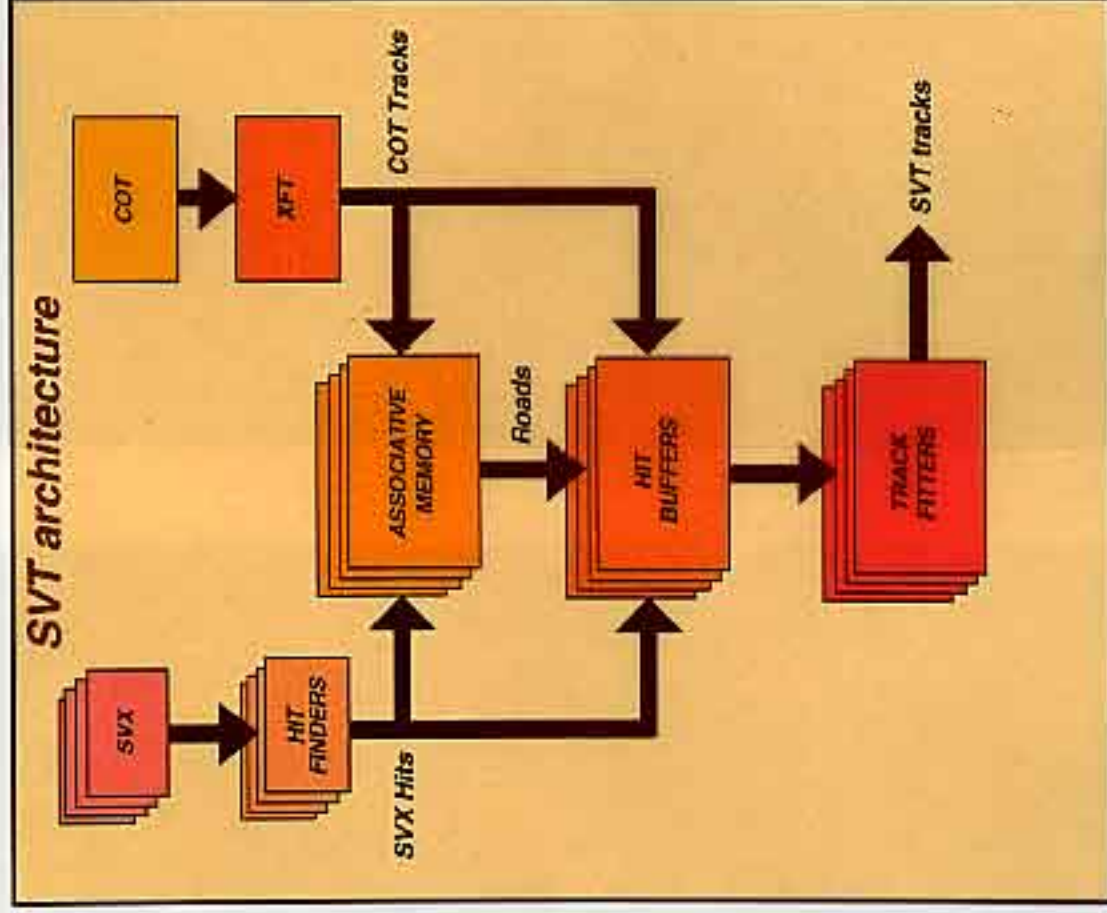 SVT architecture
COT
SVX
XFT
HIT
FINDERS
COT Tracks
SVX Hits
ASSOCIATIVE
MEMORY
Roads
HIT
BUFFERS
TRACK
FITTERS
SVT tracks